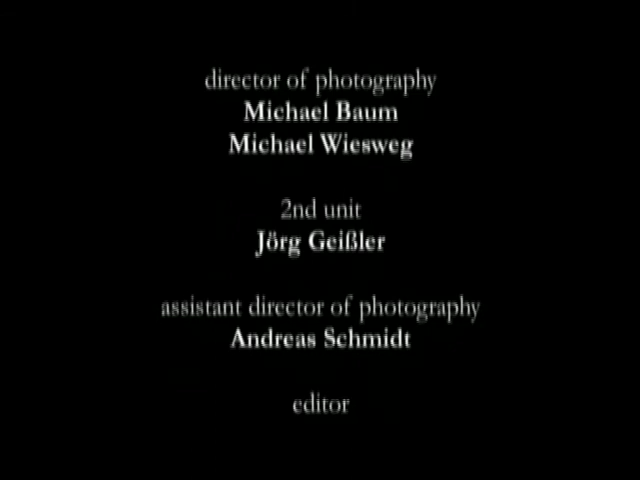 director of photography
Michael Baum
Michael Wiesweg
2nd unit
Jörg Geißler
assistant director of photography
Andreas Schmidt
editor